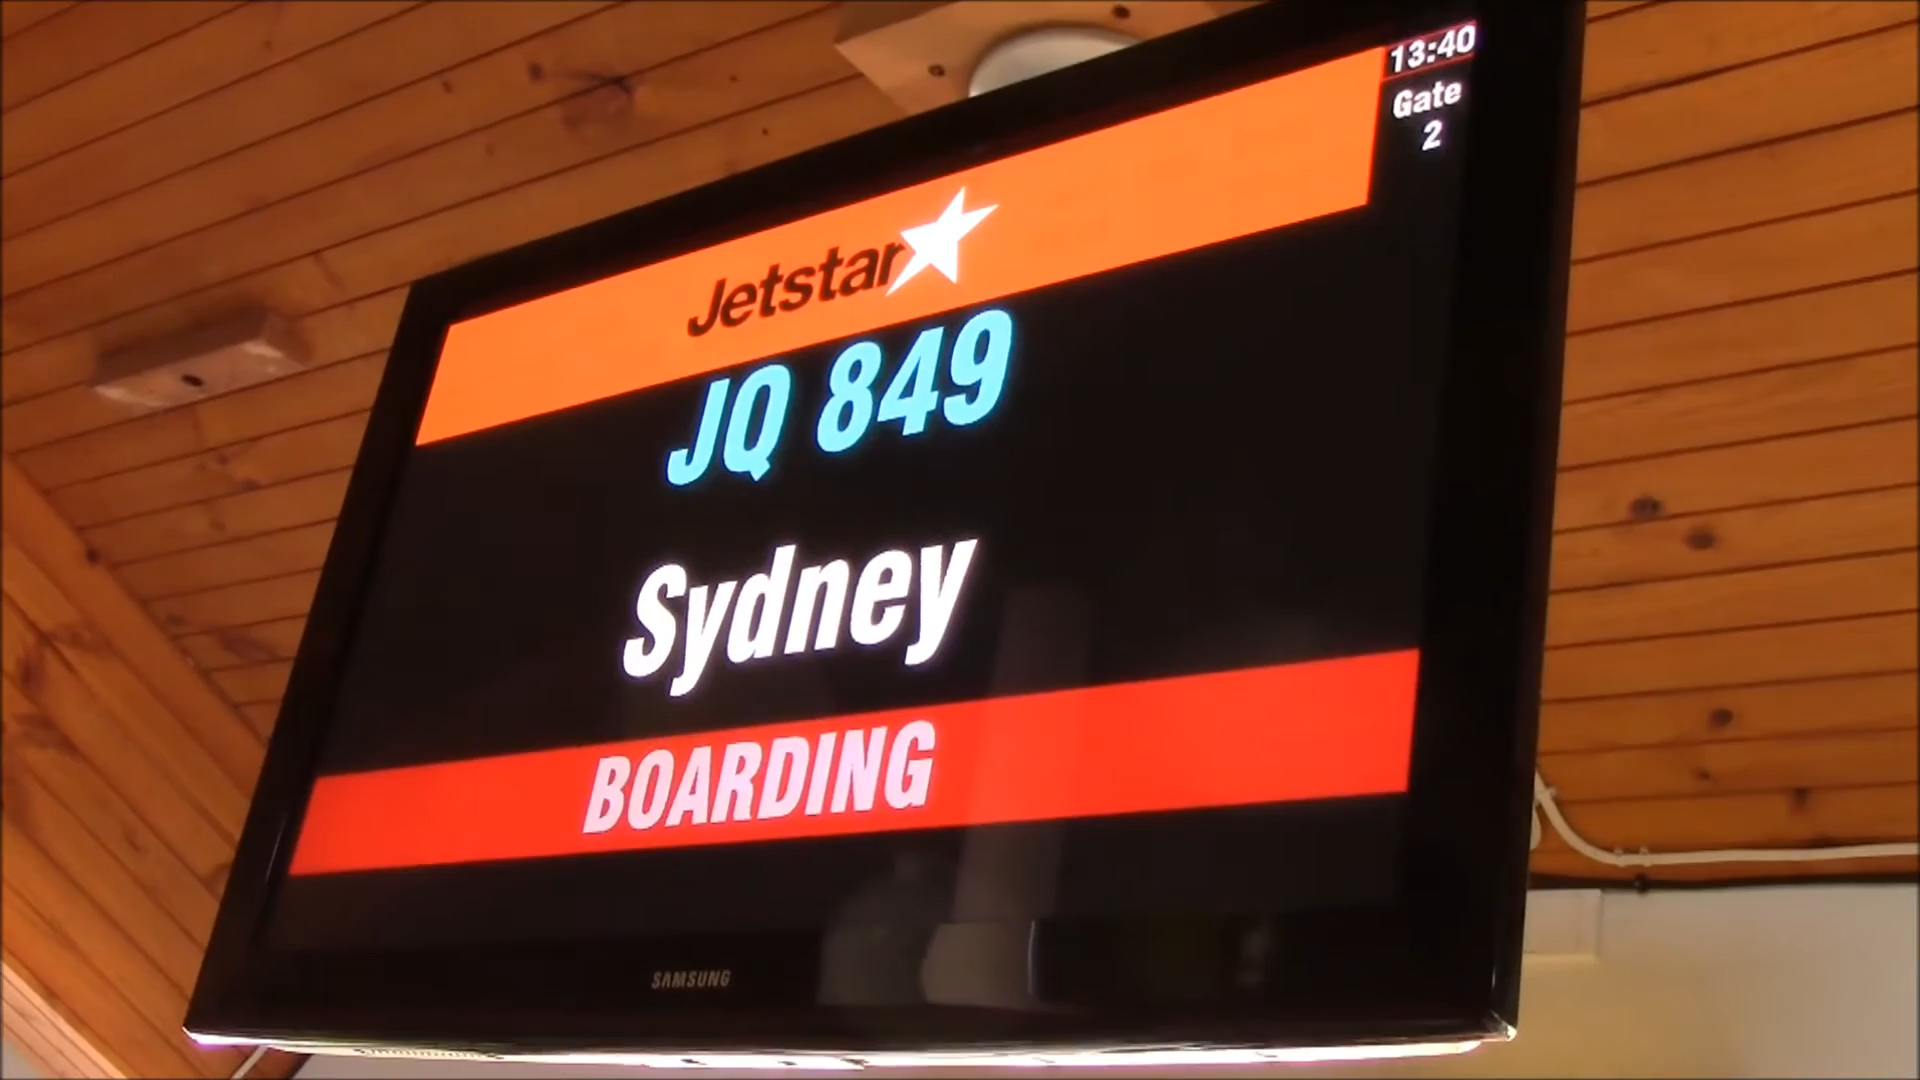 13:40
Gate
2
Jetstar
JQ 849
Sydney
BOARDING
SAMSUNG